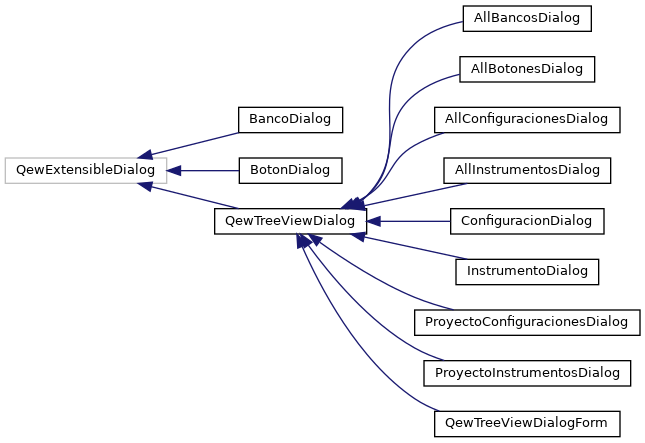 AllBancosDialog
AllBotonesDialog
BancoDialog
AllConfiguracionesDialog
QewExtensibleDialog
BotonDialog
AllInstrumentosDialog
QewTreeViewDialog
ConfiguracionDialog
InstrumentoDialog
ProyectoConfiguracionesDialog
ProyectoInstrumentosDialog
QewTreeViewDialogForm